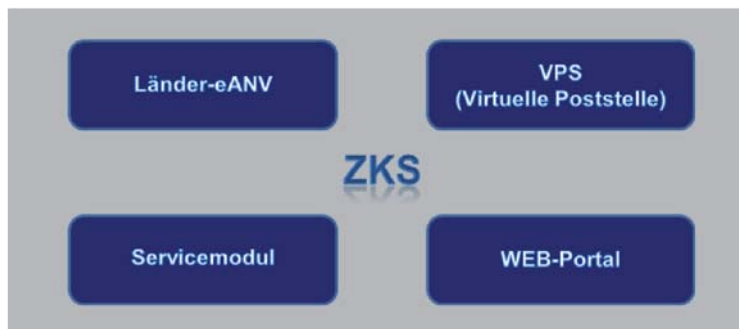 Länder-eANV
VPS
(Virtuelle Poststelle)
ZKS
Servicemodul
WEB-Portal